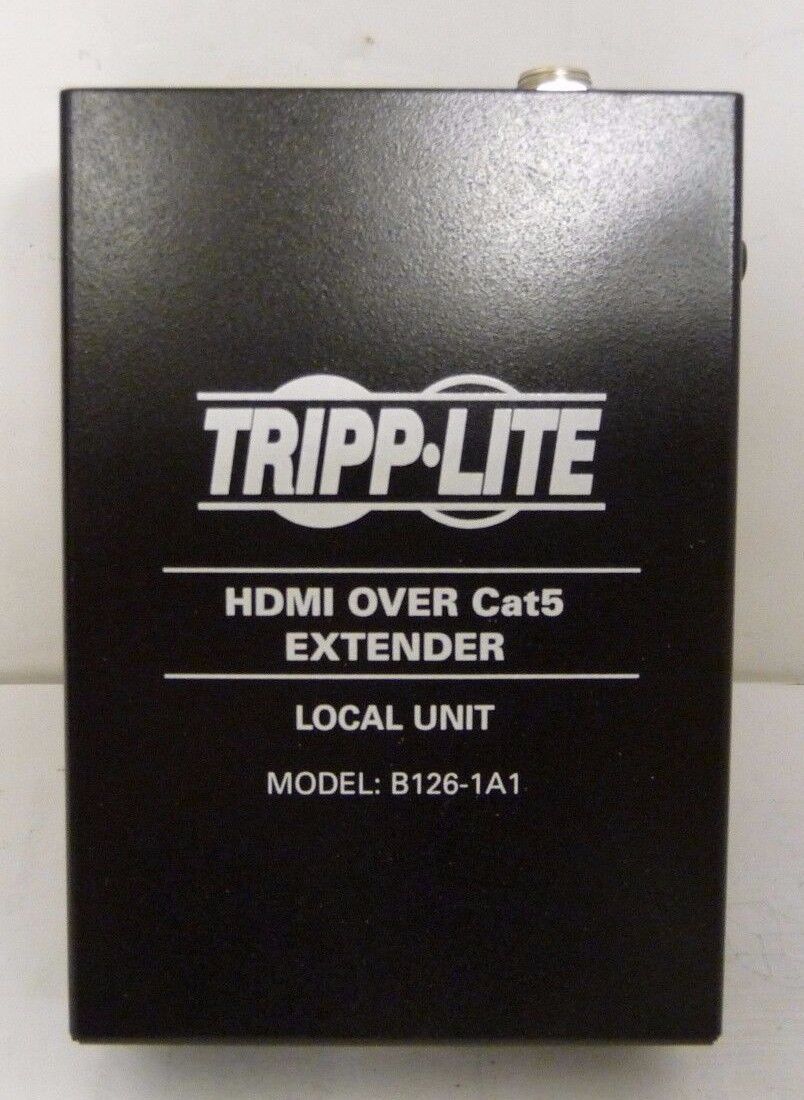 TRIPP·LITE
HDMI OVER Cat5
EXTENDER
LOCAL UNIT
MODEL: B126-1A1